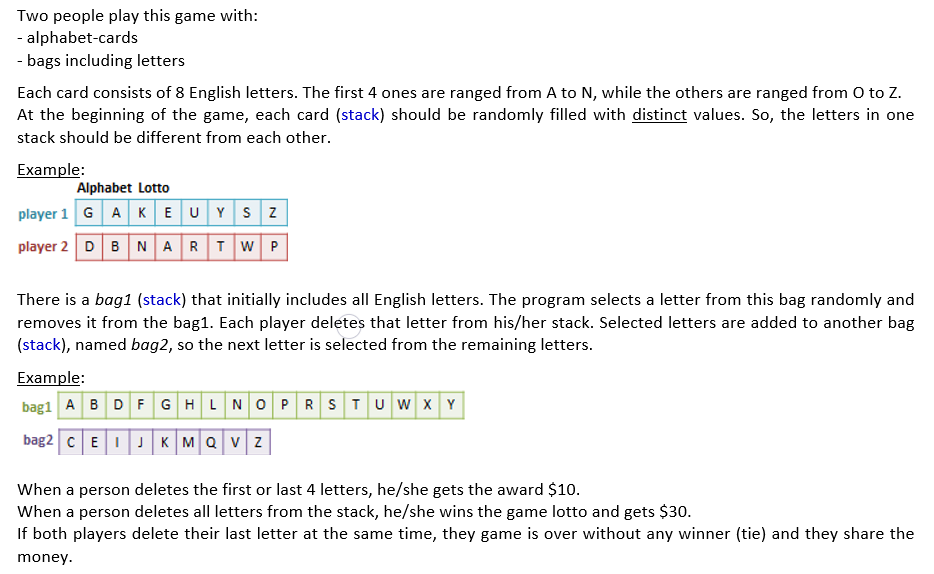 Two people play this game with:
- alphabet-cards
- bags including letters
Each card consists of 8 English letters. The first 4 ones are ranged from A to N, while the others are ranged from O to Z.
At the beginning of the game, each card (stack) should be randomly filled with distinct values. So, the letters in one
stack should be different from each other.
Example:
Alphabet Lotto
player 1 G A K E U Y S Z
player 2 D B N A R T W P
There is a bag1 (stack) that initially includes all English letters. The program selects a letter from this bag randomly and
removes it from the bag1. Each player deletes that letter from his/her stack. Selected letters are added to another bag
(stack), named bag2, so the next letter is selected from the remaining letters.
Example:
bag1 A B D F G H L N O P R S T U W X Y
bag2 C E I J K M Q V Z
When a person deletes the first or last 4 letters, he/she gets the award $10.
When a person deletes all letters from the stack, he/she wins the game lotto and gets $30.
If both players delete their last letter at the same time, they game is over without any winner (tie) and they share the
money.